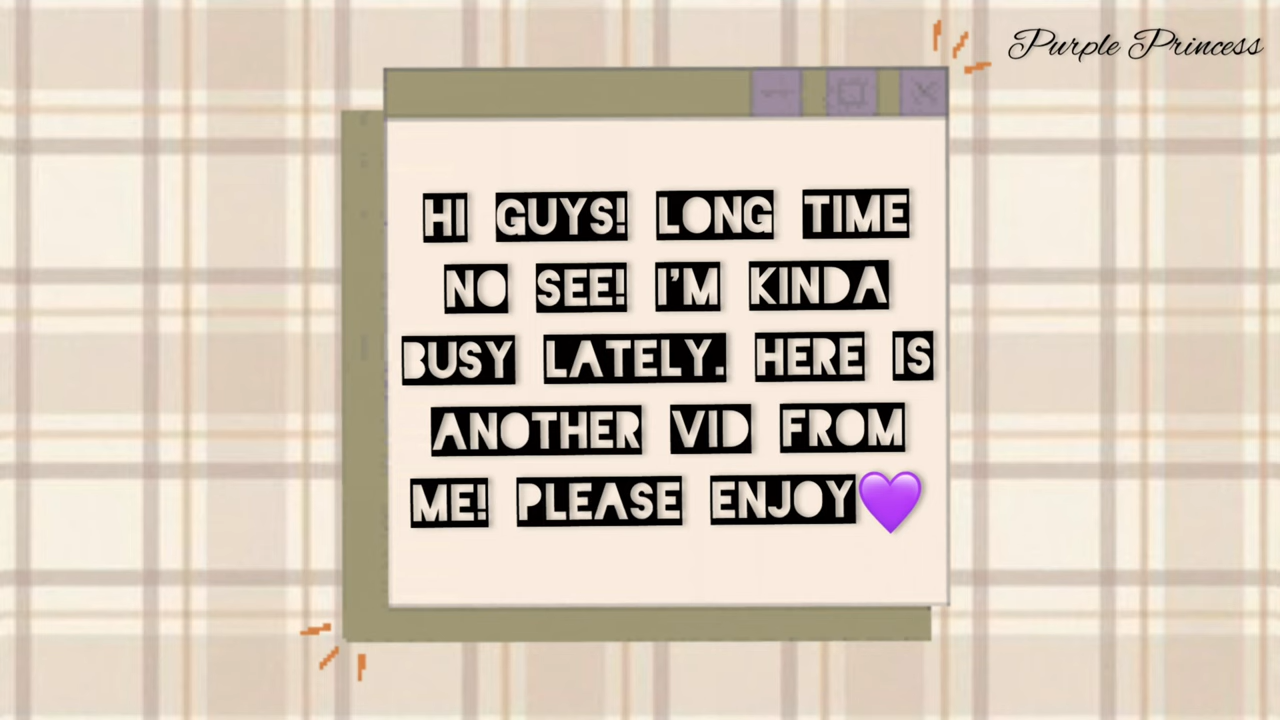 Purple Princess
HI GUYS! LONG TIME
NO SEE! I'M KINDA
BUSY LATELY. HERE IS
ANOTHER VID FROM
ME! PLEASE ENJOY💜